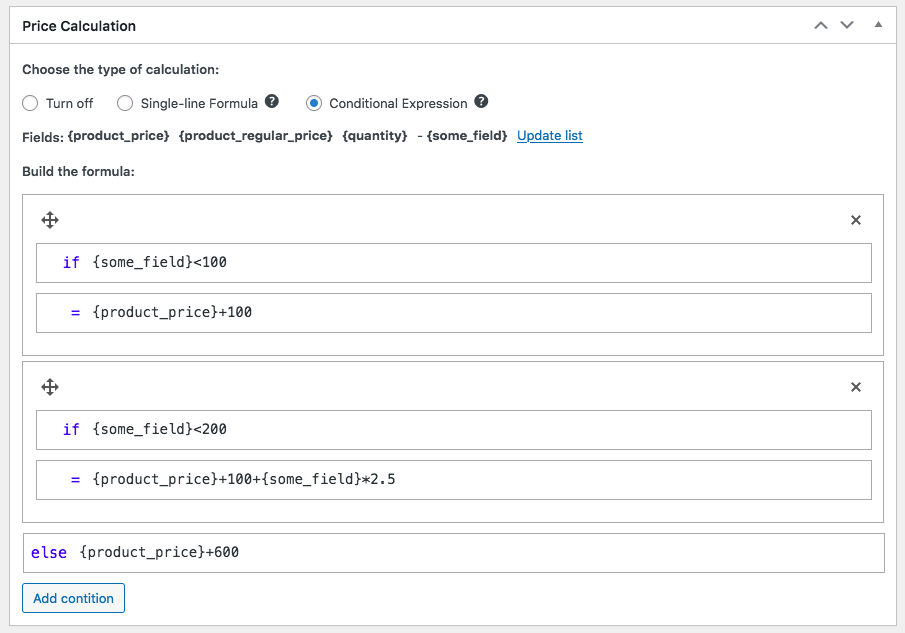 Price Calculation
Choose the type of calculation:
Turn off Single-line Formula ? Conditional Expression ?
Fields: {product_price} {product_regular_price} {quantity} - {some_field} Update list
Build the formula:
if {some_field}<100
= {product_price}+100
if {some_field}<200
= {product_price}+100+{some_field}*2.5
else {product_price}+600
Add contition